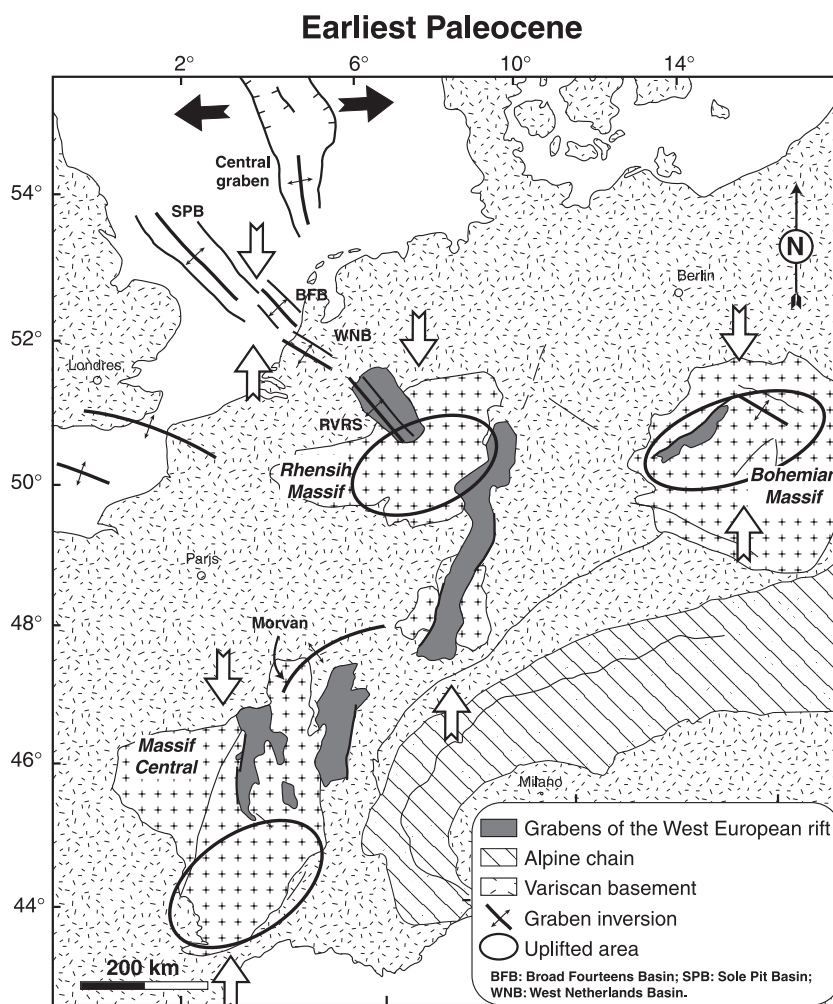 Earliest Paleocene
2° 6° 10° 14°
Central
graben
54°
SPB
N
Berlin
BFB
52°
WNB
Londres
RVRS
50°
Rhensih
Massif
Bohemian
Massif
Paris
48°
Morvan
46°
Massif
Central
Milano
Grabens of the West European rift
Alpine chain
Variscan basement
44°
Graben inversion
Uplifted area
200 km
BFB: Broad Fourteens Basin; SPB: Sole Pit Basin;
WNB: West Netherlands Basin.